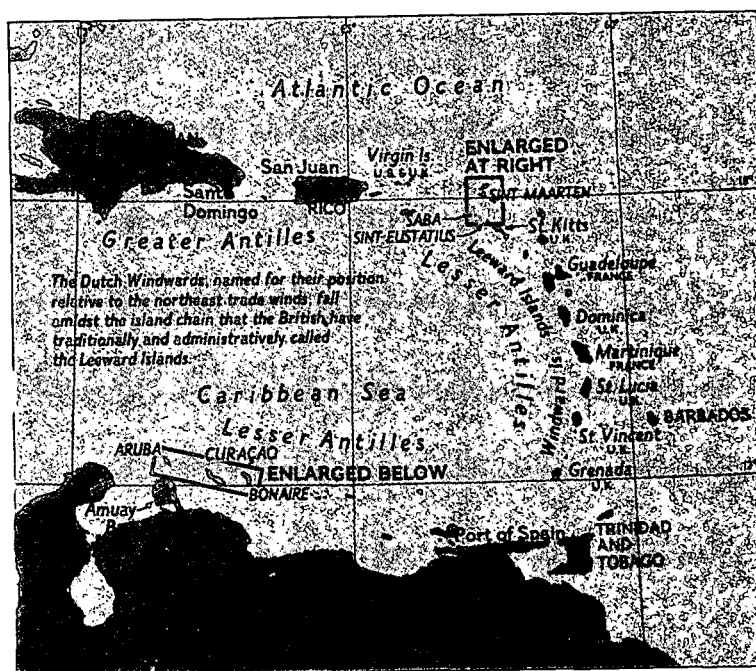 Atlantic Ocean
San Juan
Virgin Is.
U.S. & U.K.
ENLARGED
AT RIGHT
SINT MAARTEN
Santo
Domingo
RICO
SABA
SINT-EUSTATIUS
St. Kitts
U.K.
Greater Antilles
Leeward Islands
Lesser Antilles
Guadeloupe
FRANCE
The Dutch Windwards, named for their position
relative to the northeast trade winds, fall
amidst the island chain that the British have
traditionally and administratively called
the Leeward Islands.
Dominica
U.K.
Martinique
FRANCE
Caribbean Sea
St. Lucia
U.K.
Windward Is.
BARBADOS
Lesser Antilles
St. Vincent
U.K.
ARUBA
CURAÇAO
ENLARGED BELOW
BONAIRE
Grenada
U.K.
Amuay
Port of Spain
TRINIDAD
AND
TOBAGO